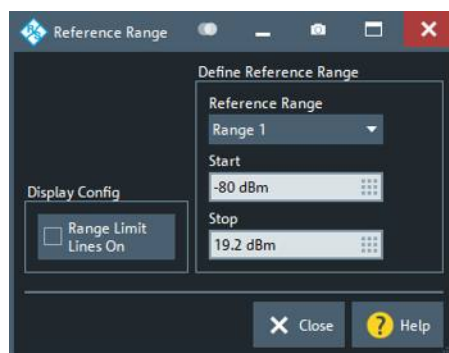 Reference Range
Define Reference Range
Reference Range
Range 1
Start
-80 dBm
Display Config
Range Limit
Lines On
Stop
19.2 dBm
Close
? Help